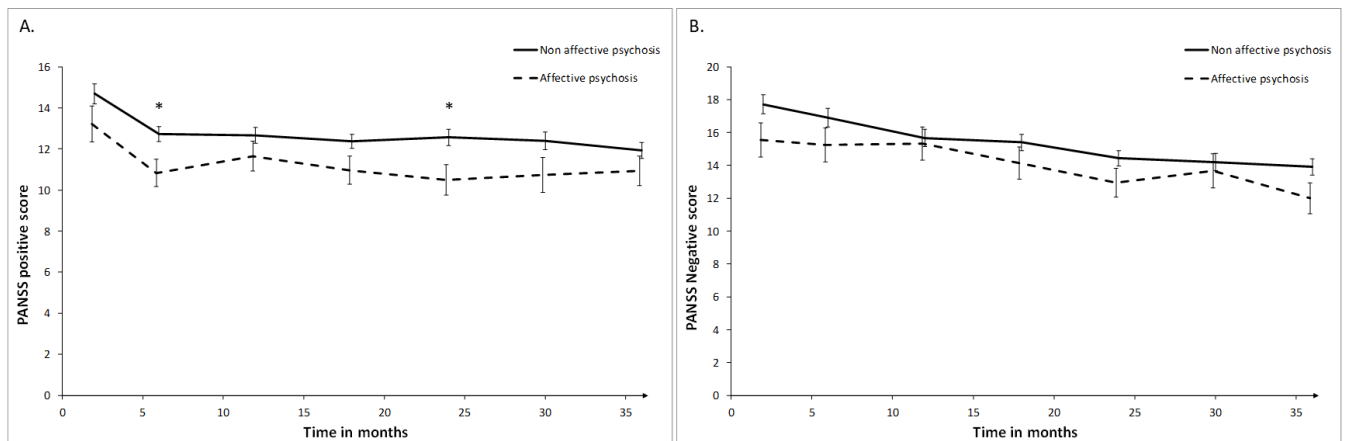 A.
Non affective psychosis
Affective psychosis
16
14
12
10
8
6
4
2
0
* *
PANSS positive score
0 5 10 15 20 25 30 35
Time in months
B.
Non affective psychosis
Affective psychosis
20
18
16
14
12
10
8
6
4
2
0
PANSS Negative score
0 5 10 15 20 25 30 35
Time in months